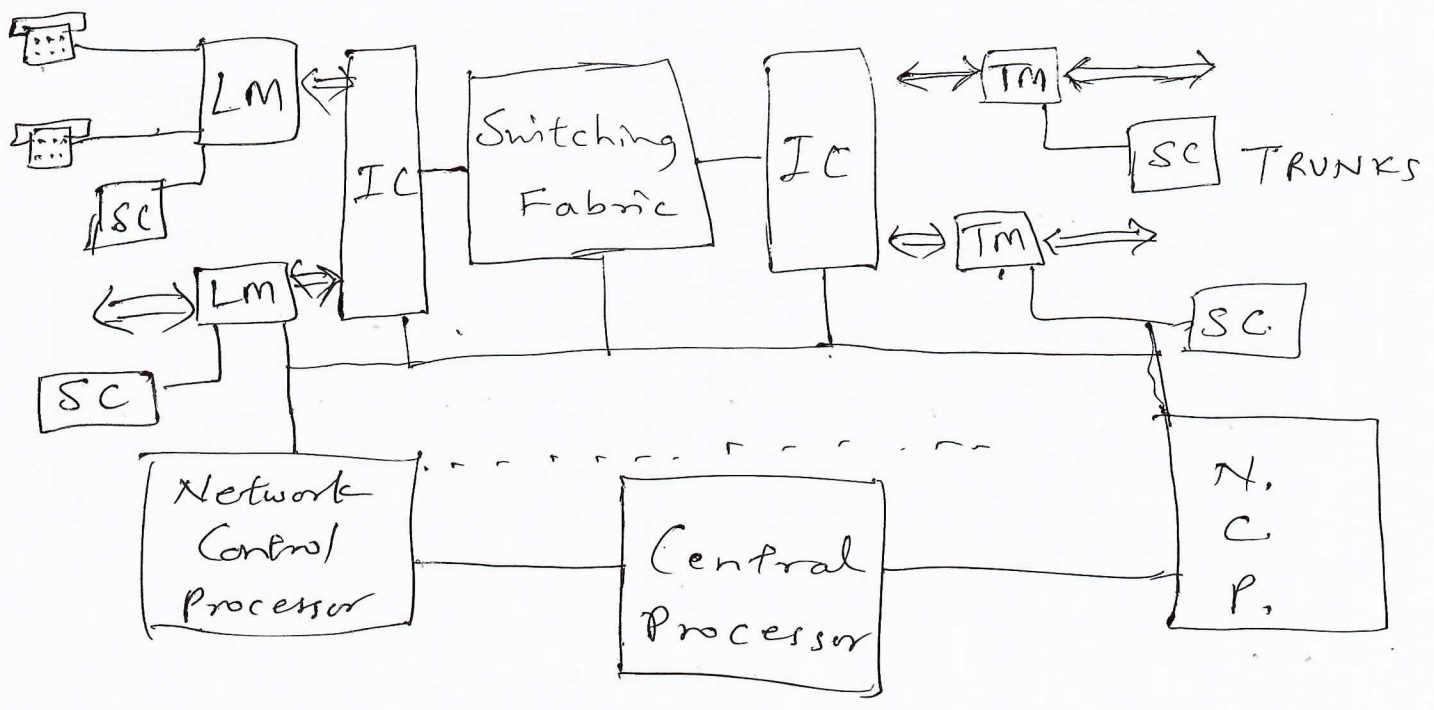 LM
TM
IC
Switching
Fabric
IC
SC
TRUNKS
SC
TM
LM
SC
SC
Network
Control
Processor
Central
Processor
N.
C.
P.